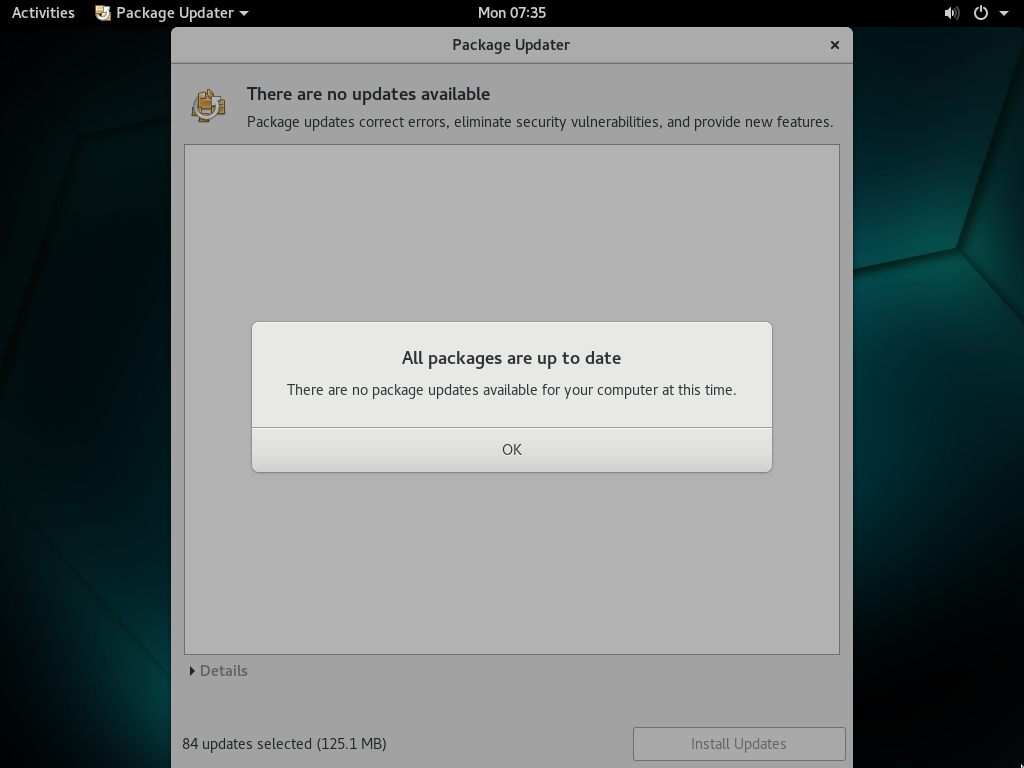 Activities Package Updater Mon 07:35
Package Updater
There are no updates available
Package updates correct errors, eliminate security vulnerabilities, and provide new features.
All packages are up to date
There are no package updates available for your computer at this time.
OK
Details
84 updates selected (125.1 MB) Install Updates